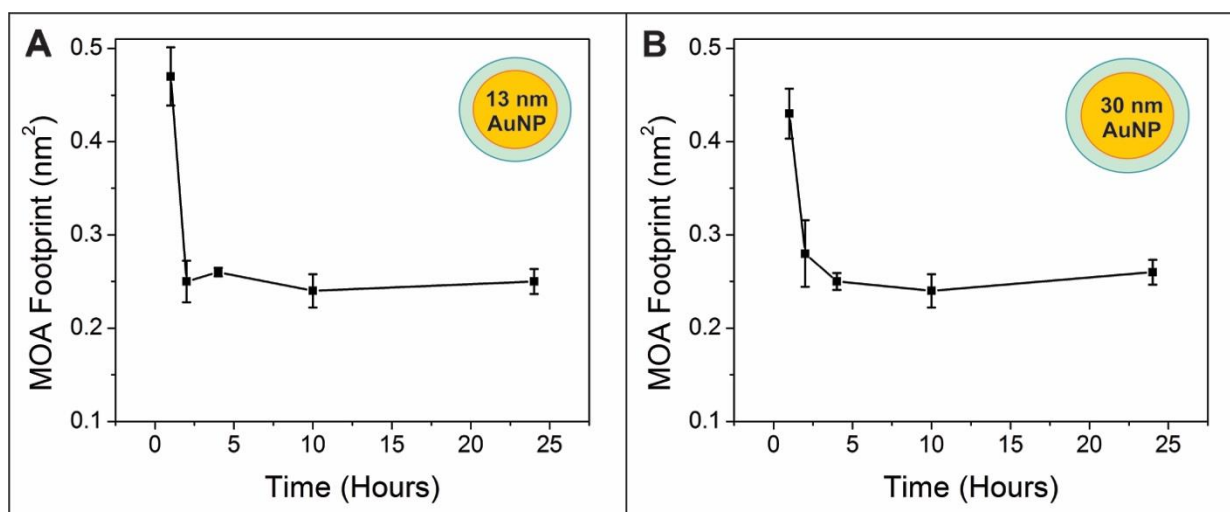 A
0.5
0.4
0.3
0.2
0.1
MOA Footprint (nm²)
13 nm
AuNP
0 5 10 15 20 25
Time (Hours)
B
0.5
0.4
0.3
0.2
0.1
MOA Footprint (nm²)
30 nm
AuNP
0 5 10 15 20 25
Time (Hours)